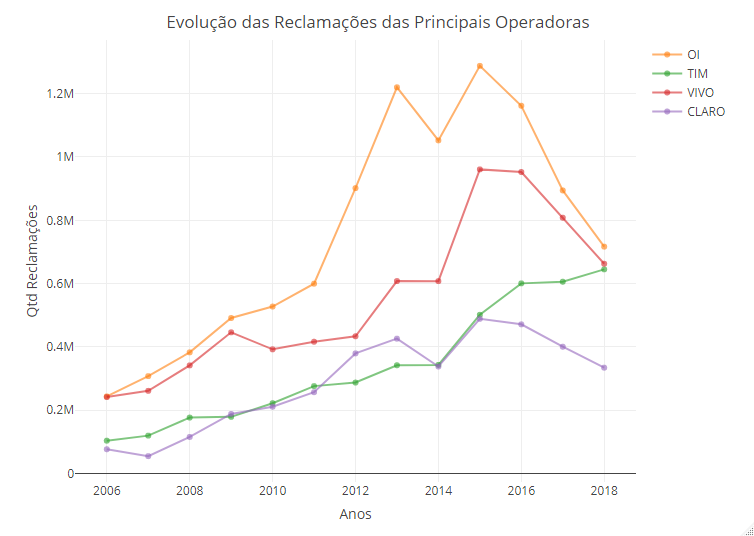 Evolução das Reclamações das Principais Operadoras
OI
TIM
VIVO
CLARO
1.2M
1M
0.8M
0.6M
0.4M
0.2M
0
Qtd Reclamações
2006
2008
2010
2012
2014
2016
2018
Anos